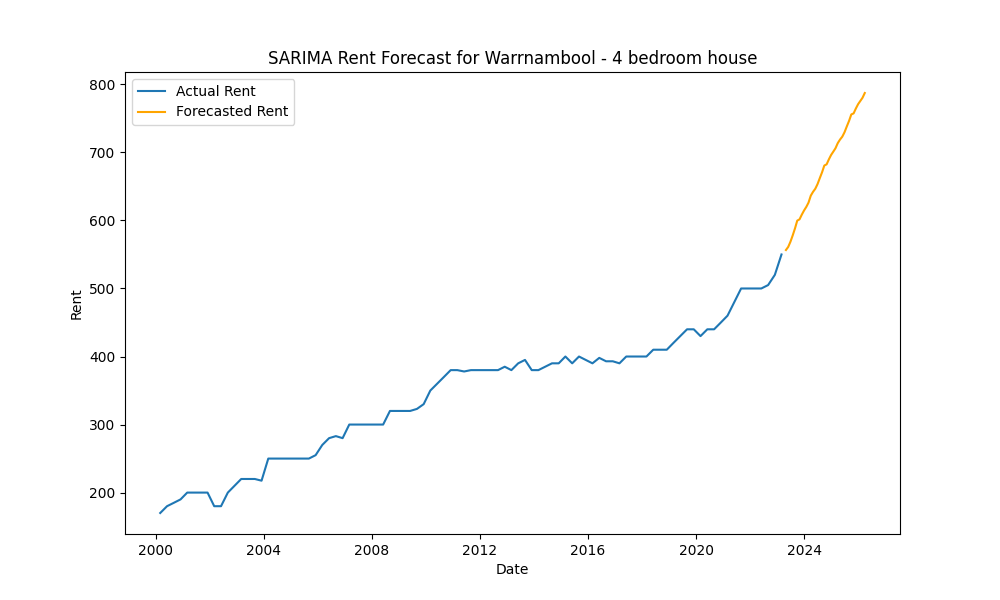 SARIMA Rent Forecast for Warrnambool - 4 bedroom house
Actual Rent
Forecasted Rent
800
700
600
500
400
300
200
Rent
2000 2004 2008 2012 2016 2020 2024
Date